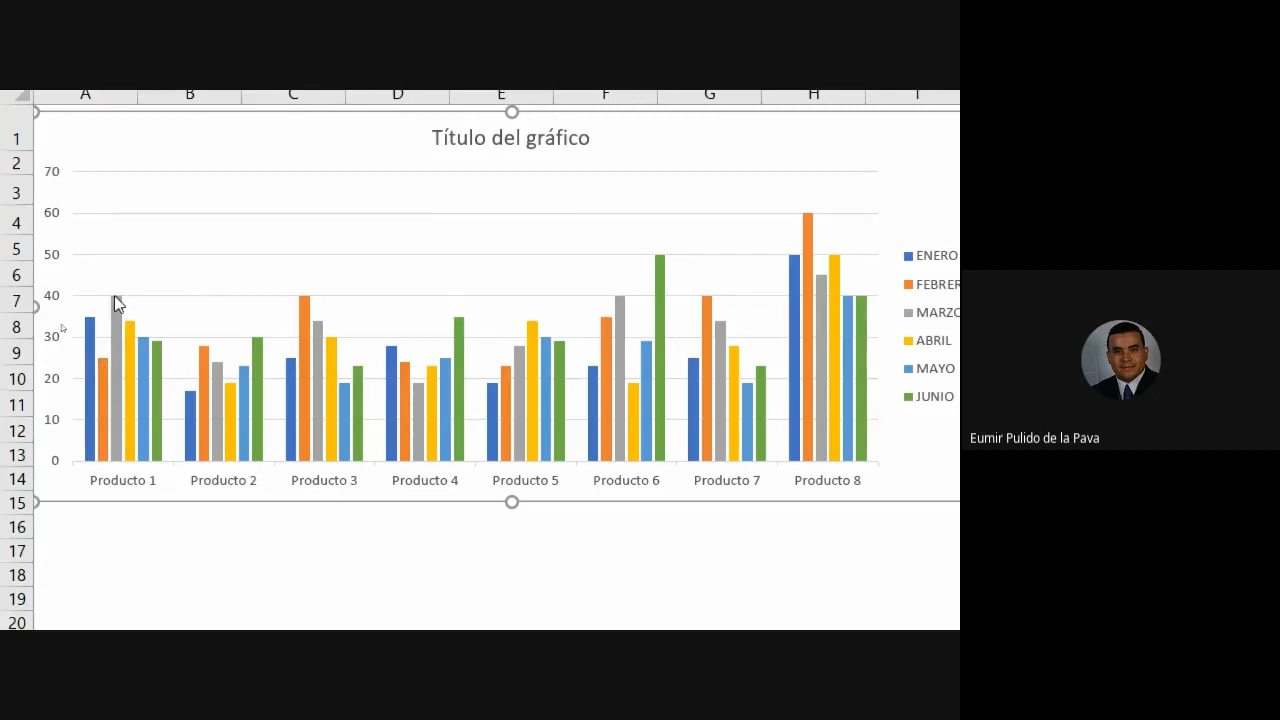 A B C D E F G H I
Título del gráfico
1
2
3
4
5
6
7
8
9
10
11
12
13
14
15
16
17
18
19
20
70
60
50
40
30
20
10
0
Producto 1 Producto 2 Producto 3 Producto 4 Producto 5 Producto 6 Producto 7 Producto 8
ENERO
FEBRER
MARZO
ABRIL
MAYO
JUNIO
Eumir Pulido de la Pava